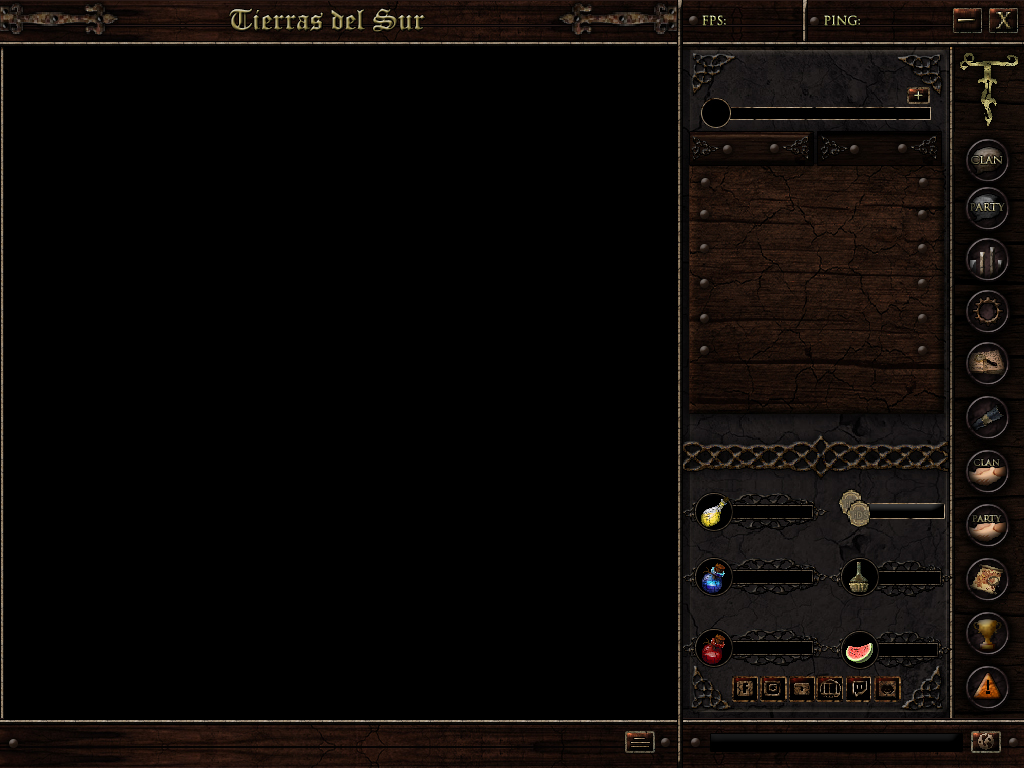 Tierras del Sur
FPS:
PING:
X
CLAN
PARTY
CLAN
PARTY